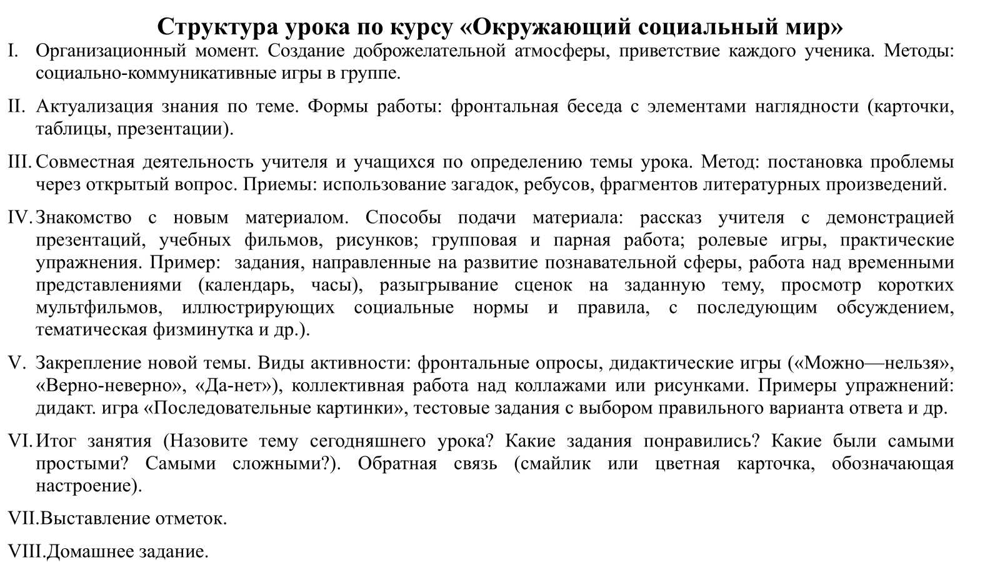 Структура урока по курсу «Окружающий социальный мир»
I. Организационный момент. Создание доброжелательной атмосферы, приветствие каждого ученика. Методы:
социально-коммуникативные игры в группе.
II. Актуализация знания по теме. Формы работы: фронтальная беседа с элементами наглядности (карточки,
таблицы, презентации).
III. Совместная деятельность учителя и учащихся по определению темы урока. Метод: постановка проблемы
через открытый вопрос. Приемы: использование загадок, ребусов, фрагментов литературных произведений.
IV. Знакомство с новым материалом. Способы подачи материала: рассказ учителя с демонстрацией
презентаций, учебных фильмов, рисунков; групповая и парная работа; ролевые игры, практические
упражнения. Пример:  задания, направленные на развитие познавательной сферы, работа над временными
представлениями (календарь, часы), разыгрывание сценок на заданную тему, просмотр коротких
мультфильмов, иллюстрирующих социальные нормы и правила, с последующим обсуждением,
тематическая физминутка и др.).
V. Закрепление новой темы. Виды активности: фронтальные опросы, дидактические игры («Можно—нельзя»,
«Верно-неверно», «Да-нет»), коллективная работа над коллажами или рисунками. Примеры упражнений:
дидакт. игра «Последовательные картинки», тестовые задания с выбором правильного варианта ответа и др.
VI. Итог занятия (Назовите тему сегодняшнего урока? Какие задания понравились? Какие были самыми
простыми? Самыми сложными?). Обратная связь (смайлик или цветная карточка, обозначающая
настроение).
VII.Выставление отметок.
VIII.Домашнее задание.